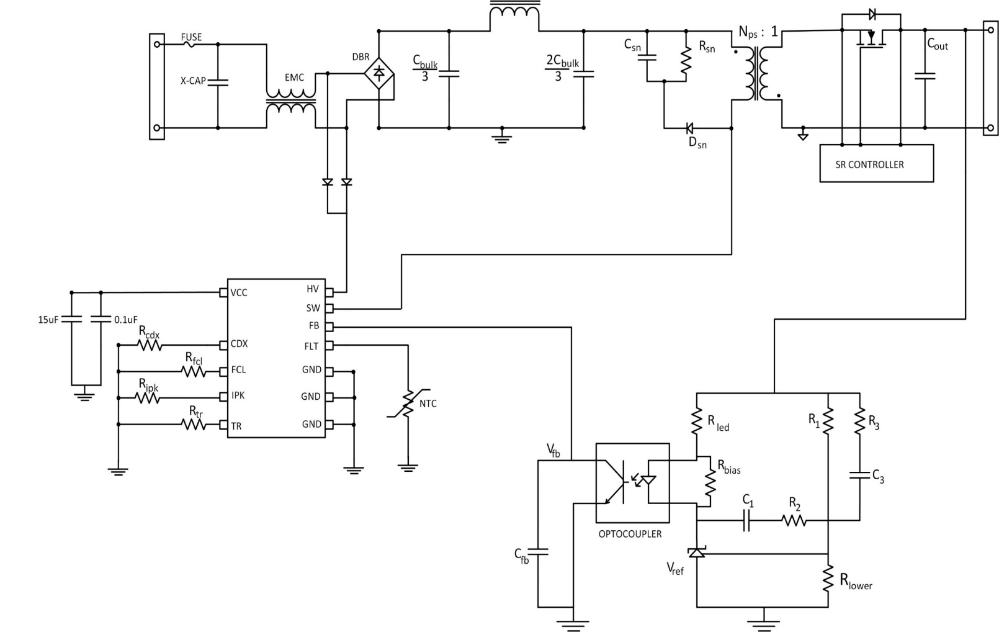 FUSE
X-CAP
EMC
DBR
Cbulk
3
2Cbulk
3
Csn
Rsn
Dsn
Nps : 1
Cout
SR CONTROLLER
15uF
0.1uF
Rcdx
Rfcl
Ripk
Rtr
VCC
CDX
FCL
IPK
TR
HV
SW
FB
FLT
GND
GND
GND
NTC
Vfb
Cfb
OPTOCOUPLER
Rled
Rbias
C1
R2
R1
R3
C3
Vref
Rlower